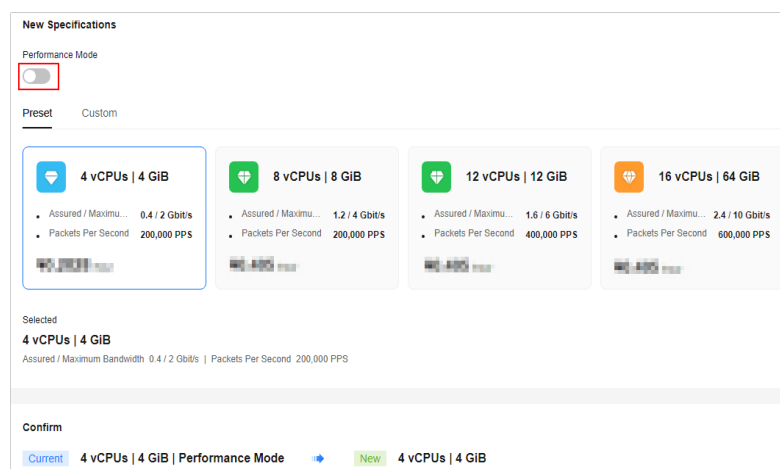 New Specifications
Performance Mode
Preset Custom
4 vCPUs | 4 GiB
Assured / Maximu... 0.4 / 2 Gbit/s
Packets Per Second 200,000 PPS
8 vCPUs | 8 GiB
Assured / Maximu... 1.2 / 4 Gbit/s
Packets Per Second 200,000 PPS
12 vCPUs | 12 GiB
Assured / Maximu... 1.6 / 6 Gbit/s
Packets Per Second 400,000 PPS
16 vCPUs | 64 GiB
Assured / Maximu... 2.4 / 10 Gbit/s
Packets Per Second 600,000 PPS
Selected
4 vCPUs | 4 GiB
Assured / Maximum Bandwidth 0.4 / 2 Gbit/s | Packets Per Second 200,000 PPS
Confirm
Current 4 vCPUs | 4 GiB | Performance Mode New 4 vCPUs | 4 GiB